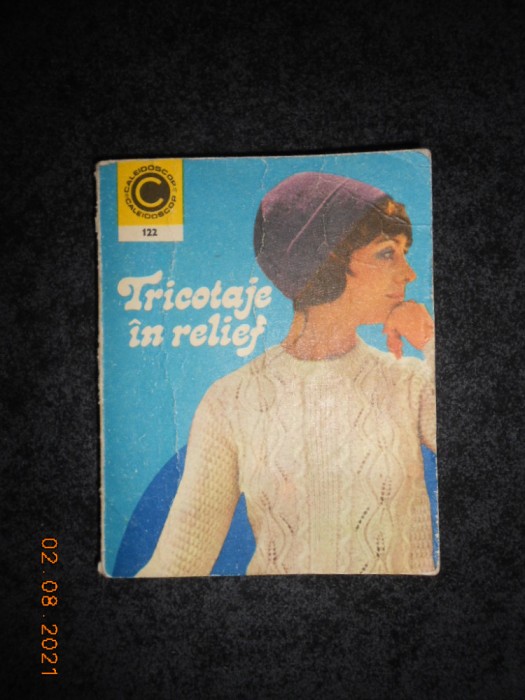 CALEIDOSCOP
CALEIDOSCOP
C
122
Tricotaje
în relief
02.08.2021